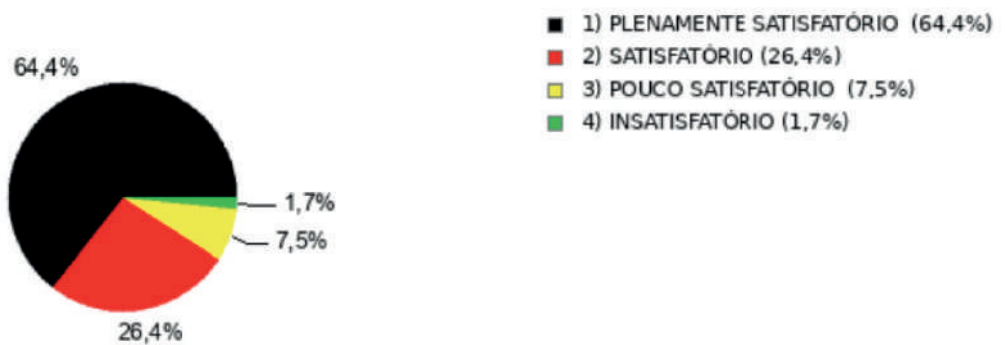 1) PLENAMENTE SATISFATÓRIO (64,4%)
2) SATISFATÓRIO (26,4%)
3) POUCO SATISFATÓRIO (7,5%)
4) INSATISFATÓRIO (1,7%)
64,4%
1,7%
7,5%
26,4%